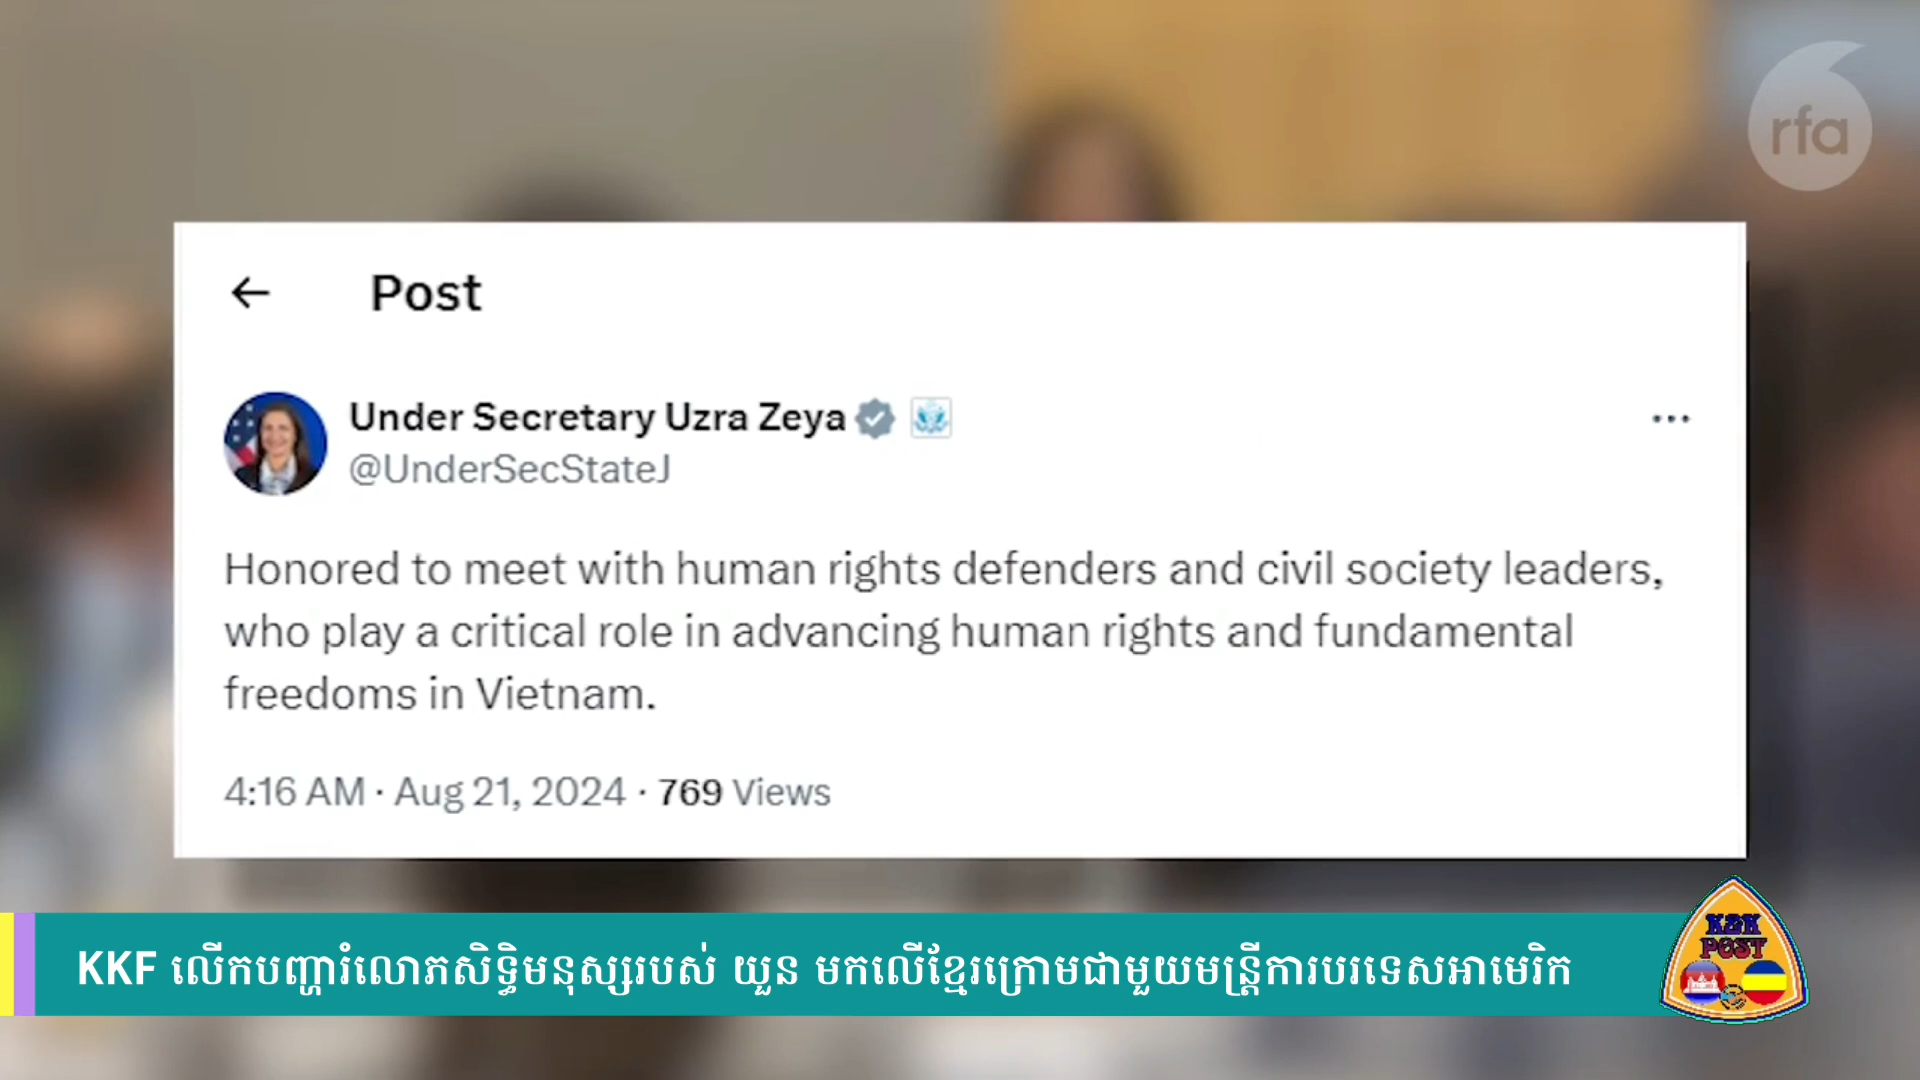 rfa
Post
Under Secretary Uzra Zeya
@UnderSecStateJ
Honored to meet with human rights defenders and civil society leaders,
who play a critical role in advancing human rights and fundamental
freedoms in Vietnam.
4:16 AM · Aug 21, 2024 · 769 Views
KKF លើកបញ្ហារំលោភសិទ្ធិមនុស្សរបស់ យួន មកលើខ្មែរក្រោមជាមួយមន្ត្រីការបរទេសអាមេរិក
K&K
POST